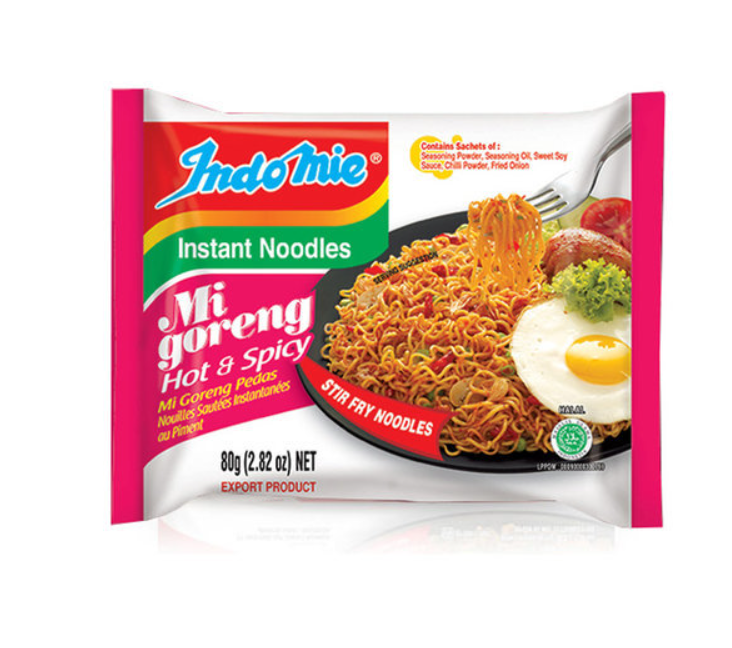 Indomie®
Instant Noodles
Mi
goreng
Hot & Spicy
Mi Goreng Pedas
Nouilles Sautées Instantanées
au Piment
80g (2.82 oz) NET
EXPORT PRODUCT
Contains Sachets of :
Seasoning Powder, Seasoning Oil, Sweet Soy
Sauce, Chilli Powder, Fried Onion
SERVING SUGGESTION
STIR FRY NOODLES
HALAL